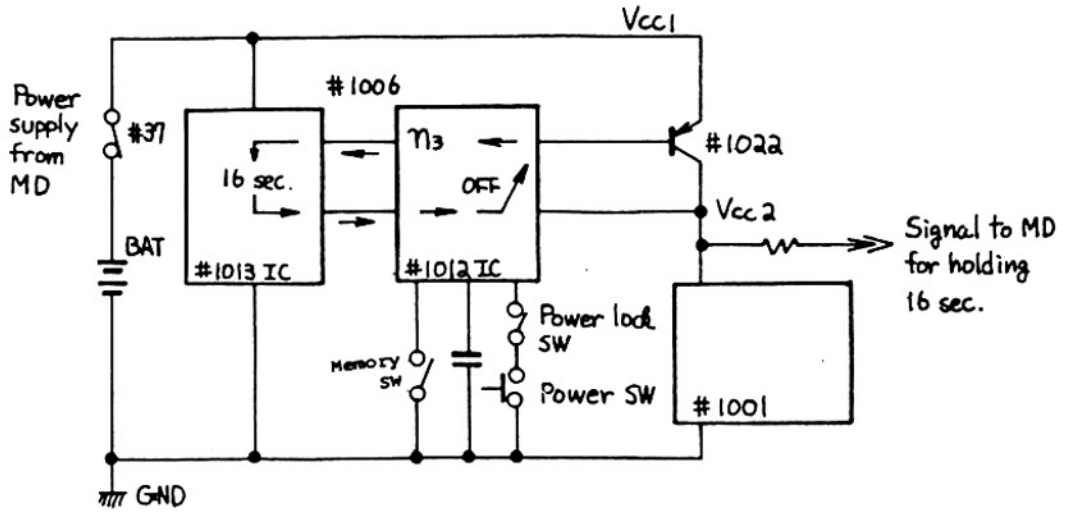 Vcc1
Power
supply
from
MD
#37
#1006
η3
#1022
16 sec.
OFF
Vcc2
BAT
#1013 IC
#1012 IC
Signal to MD
for holding
16 sec.
Power lock
SW
Memory
SW
Power SW
#1001
GND